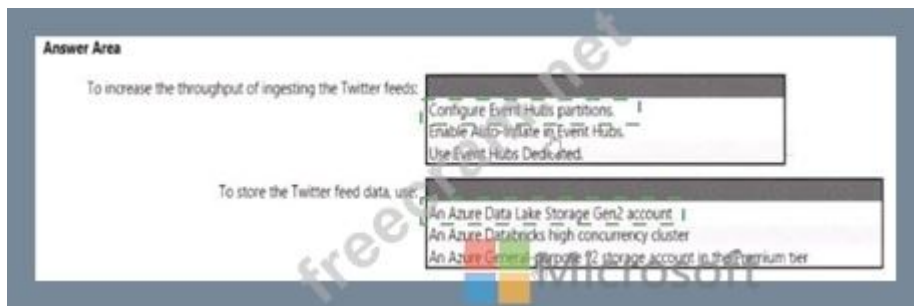 Answer Area
To increase the throughput of ingesting the Twitter feeds:
Configure Event Hubs partitions.
Enable Auto-Inflate in Event Hubs.
Use Event Hubs Dedicated.
To store the Twitter feed data, use:
An Azure Data Lake Storage Gen2 account
An Azure Databricks high concurrency cluster
An Azure General-purpose v2 storage account in the Premium tier
Microsoft